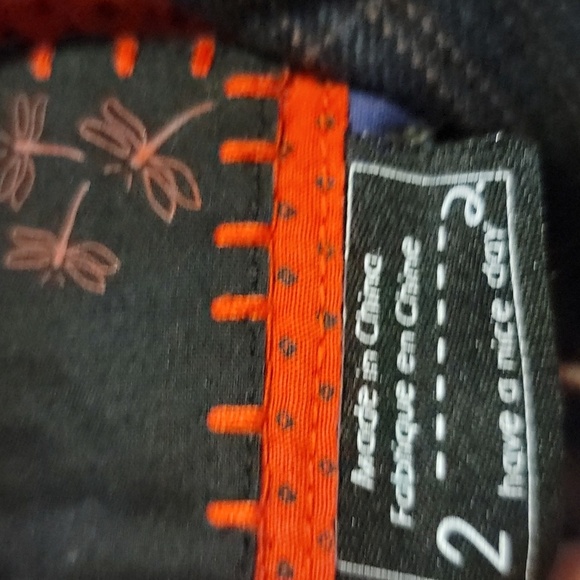 Made in China
Fabriqué en Chine
2 - - - - - - - 2
have a nice day